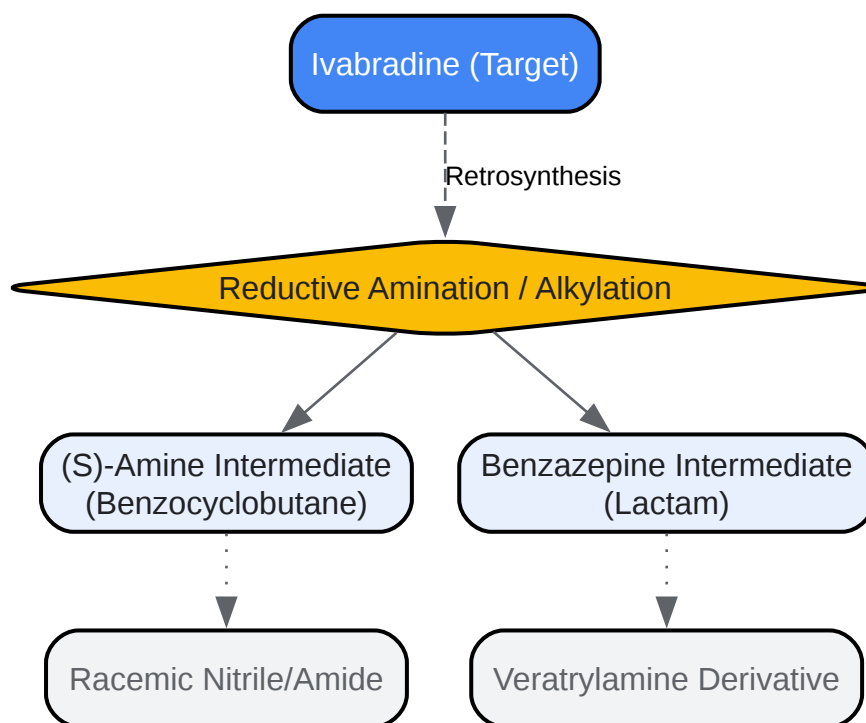 Ivabradine (Target)
Retrosynthesis
Reductive Amination / Alkylation
(S)-Amine Intermediate
(Benzocyclobutane)
Benzazepine Intermediate
(Lactam)
Racemic Nitrile/Amide
Veratrylamine Derivative